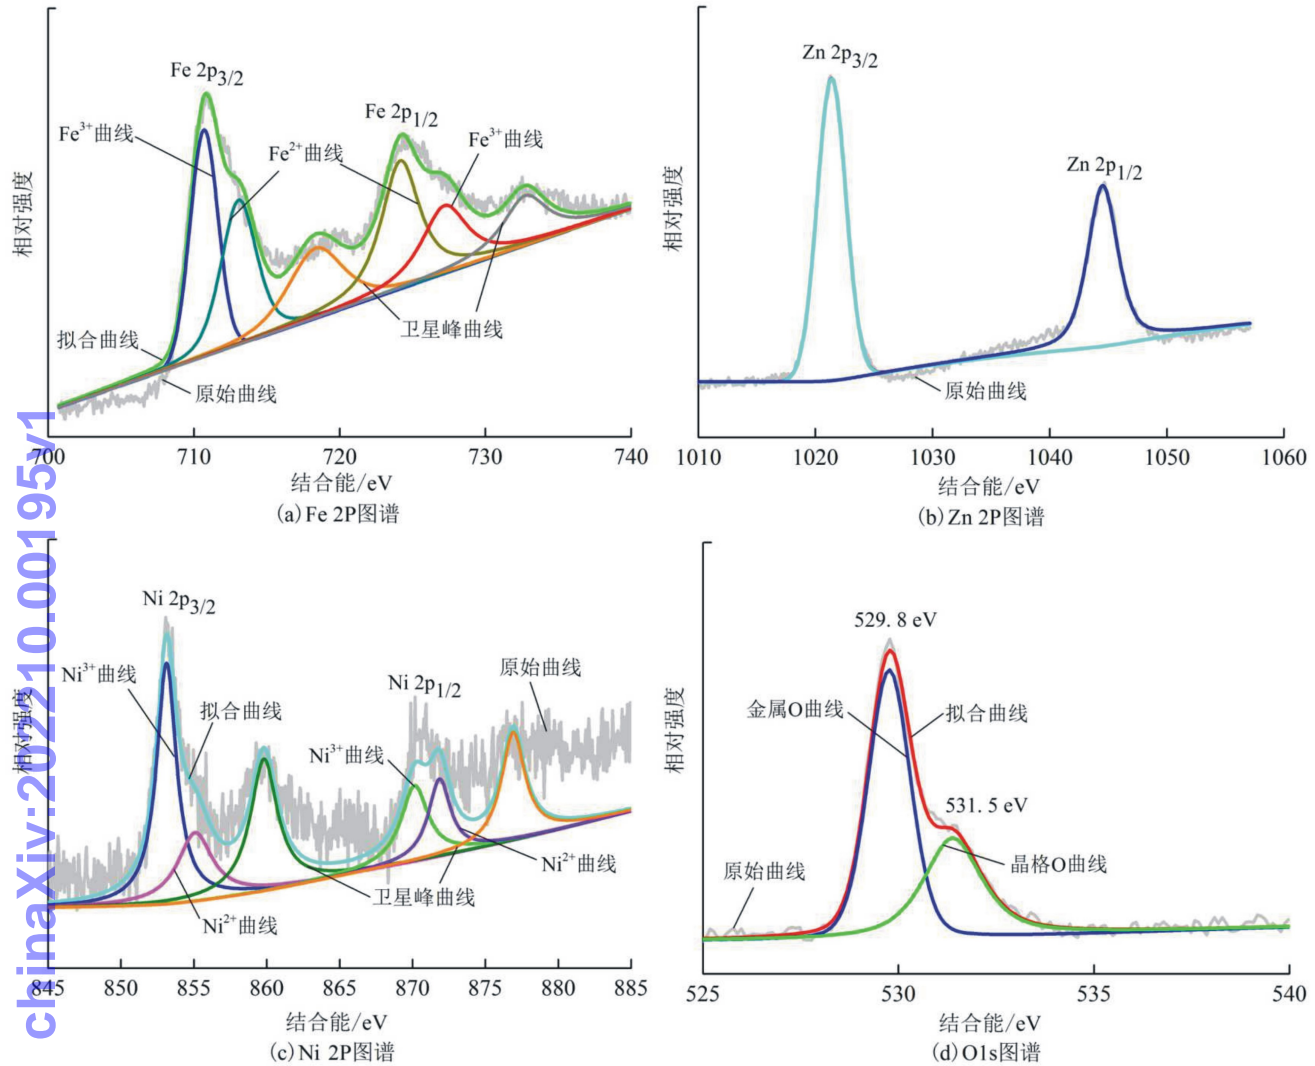 Fe 2p3/2
Fe 2p1/2
Fe3+曲线
Fe2+曲线
Fe3+曲线
相对强度
拟合曲线
卫星峰曲线
原始曲线
700 710 720 730 740
结合能/eV
(a) Fe 2P图谱
Zn 2p3/2
Zn 2p1/2
相对强度
原始曲线
1010 1020 1030 1040 1050 1060
结合能/eV
(b) Zn 2P图谱
Ni 2p3/2
Ni3+曲线
拟合曲线
Ni 2p1/2
原始曲线
Ni3+曲线
相对强度
Ni2+曲线
卫星峰曲线
Ni2+曲线
845 850 855 860 865 870 875 880 885
结合能/eV
(c) Ni 2P图谱
529.8 eV
金属O曲线
拟合曲线
相对强度
531.5 eV
晶格O曲线
原始曲线
525 530 535 540
结合能/eV
(d) O1s图谱
chinaXiv:202210.00195v1